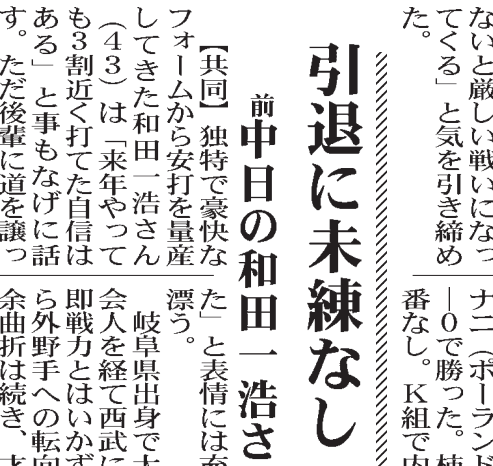 ないと厳しい戦いになっ
てくる」と気を引き締め
た。
ナニ（ポーランド
―０で勝った。
番なし。Ｋ組で内
引退に未練なし
前中日の和田一浩さ
【共同】独特で豪快な
フォームから安打を量産
してきた和田一浩さん
（４３）は「来年やって
も３割近く打てた自信は
ある」と事もなげに話
す。ただ後輩に道を譲っ
た」と表情には
漂う。
岐阜県出身で大
会人を経て西武に
即戦力とはいかず
ら外野手への転向
余曲折は続き、才